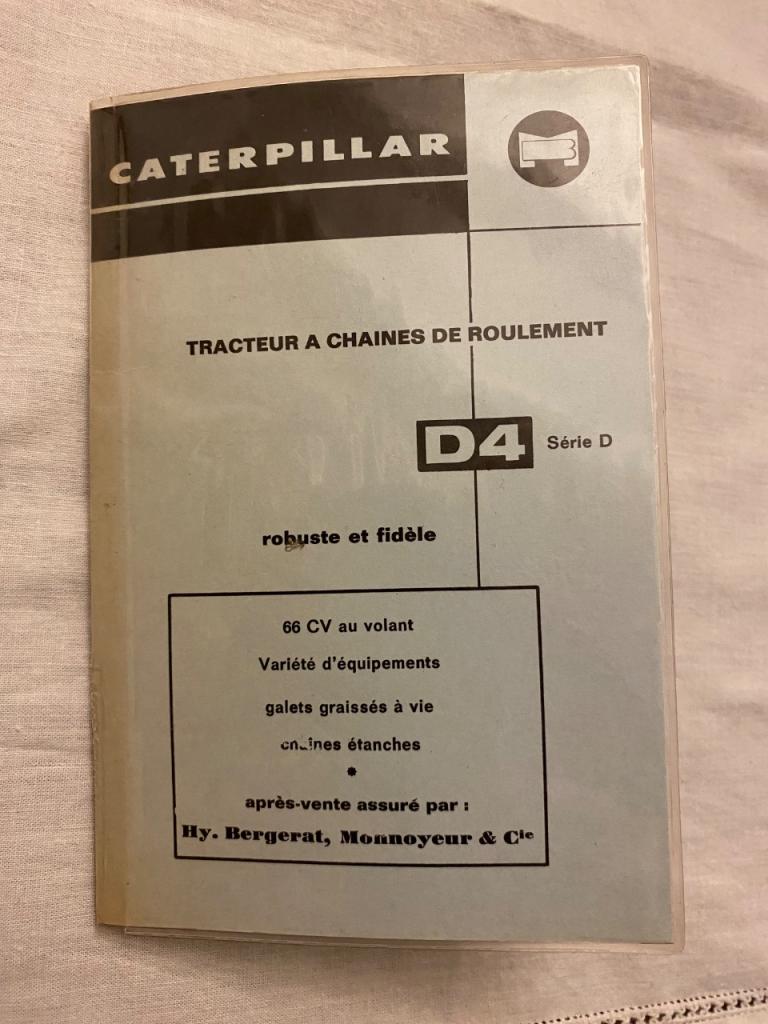 CATERPILLAR
TRACTEUR A CHAINES DE ROULEMENT
D4 Série D
robuste et fidèle
66 CV au volant
Variété d'équipements
galets graissés à vie
chaînes étanches
après-vente assuré par :
Hy. Bergerat, Monnoyeur & Cie